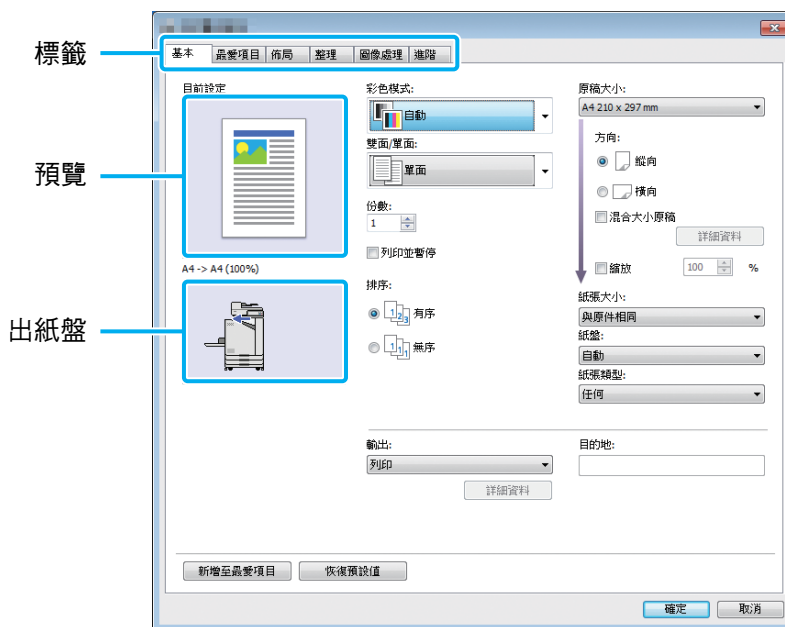 標籤
預覽
出紙盤
基本
最愛項目
佈局
整理
圖像處理
進階
目前設定
A4 -> A4 (100%)
彩色模式:
自動
雙面/單面:
單面
份數:
1
列印並暫停
排序:
1 2 3 有序
1 1 1 無序
原稿大小:
A4 210 x 297 mm
方向:
縱向
橫向
混合大小原稿
詳細資料
縮放
100 %
紙張大小:
與原件相同
紙盤:
自動
紙張類型:
任何
輸出:
列印
詳細資料
目的地:
新增至最愛項目
恢復預設值
確定
取消